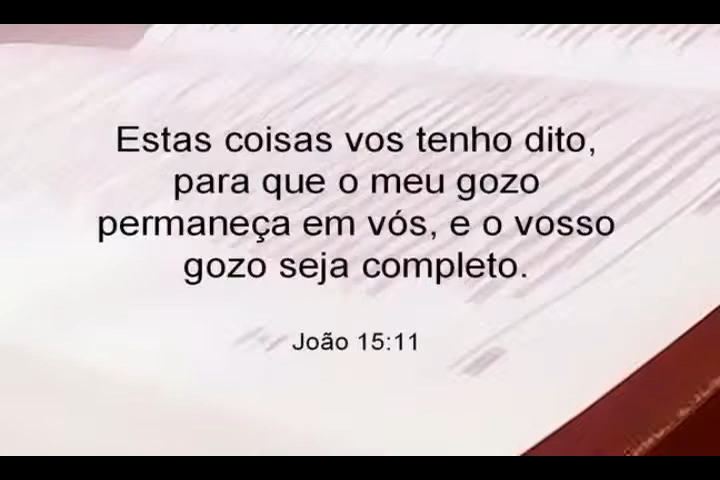 Estas coisas vos tenho dito,
para que o meu gozo
permaneça em vós, e o vosso
gozo seja completo.
João 15:11